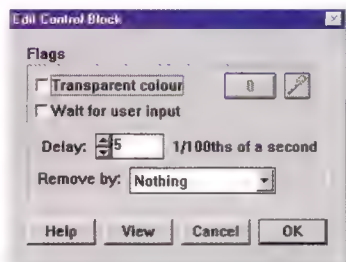 Edit Control Block
Flags
Transparent colour 0
Wait for user input
Delay: 5 1/100ths of a second
Remove by: Nothing
Help View Cancel OK